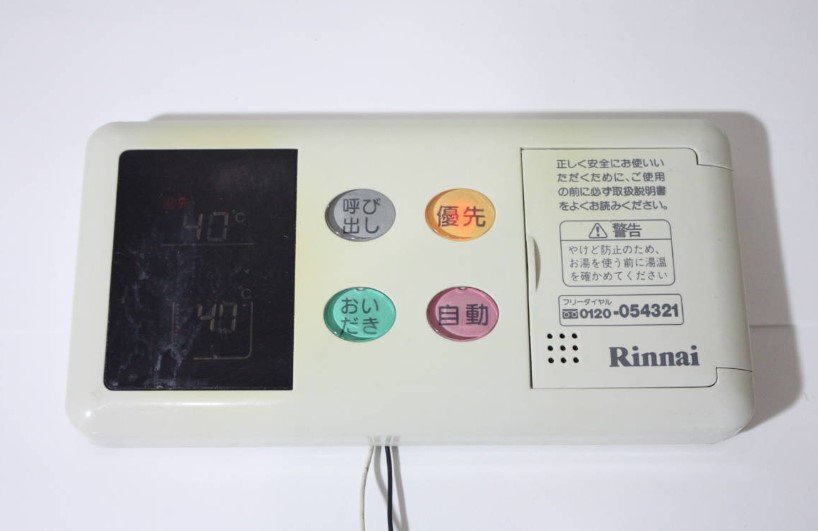 優先
40℃
40
呼び
出し
優先
おい
だき
自動
正しく安全にお使いい
ただくために、ご使用
の前に必ず取扱説明書
をよくお読みください。
警告
やけど防止のため、
お湯を使う前に湯温
を確かめてください
フリーダイヤル
0120-054321
Rinnai